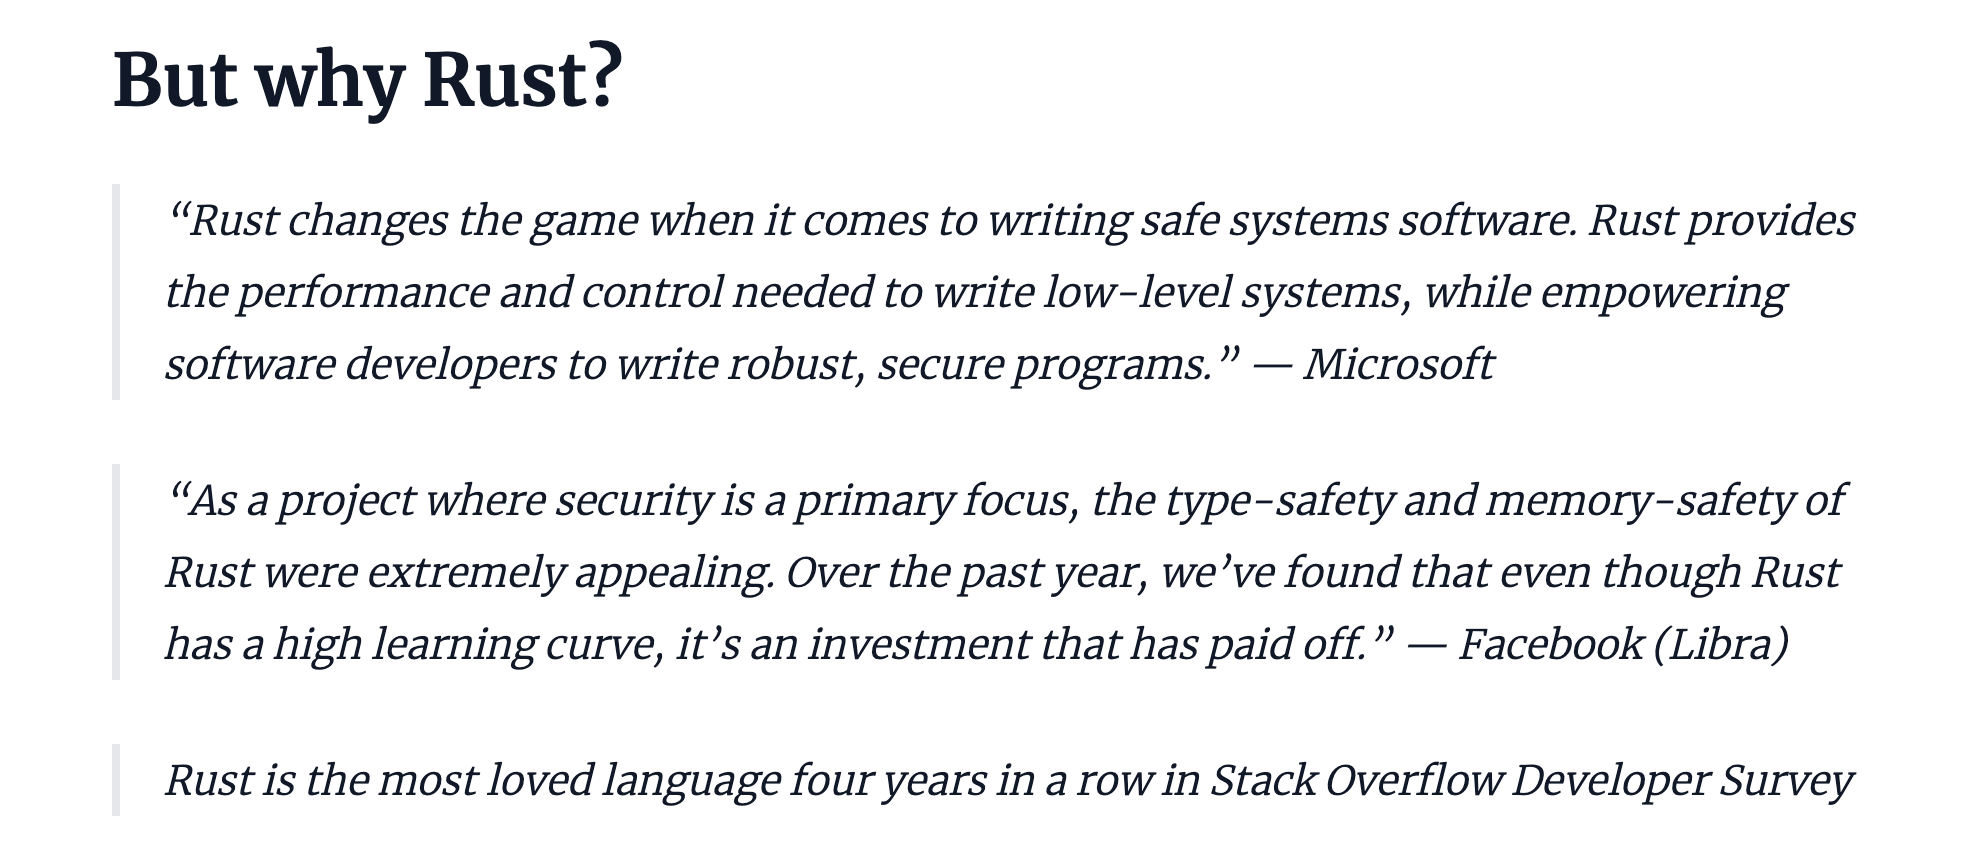 But why Rust?
“Rust changes the game when it comes to writing safe systems software. Rust provides
the performance and control needed to write low-level systems, while empowering
software developers to write robust, secure programs.” — Microsoft
“As a project where security is a primary focus, the type-safety and memory-safety of
Rust were extremely appealing. Over the past year, we’ve found that even though Rust
has a high learning curve, it’s an investment that has paid off.” — Facebook (Libra)
Rust is the most loved language four years in a row in Stack Overflow Developer Survey